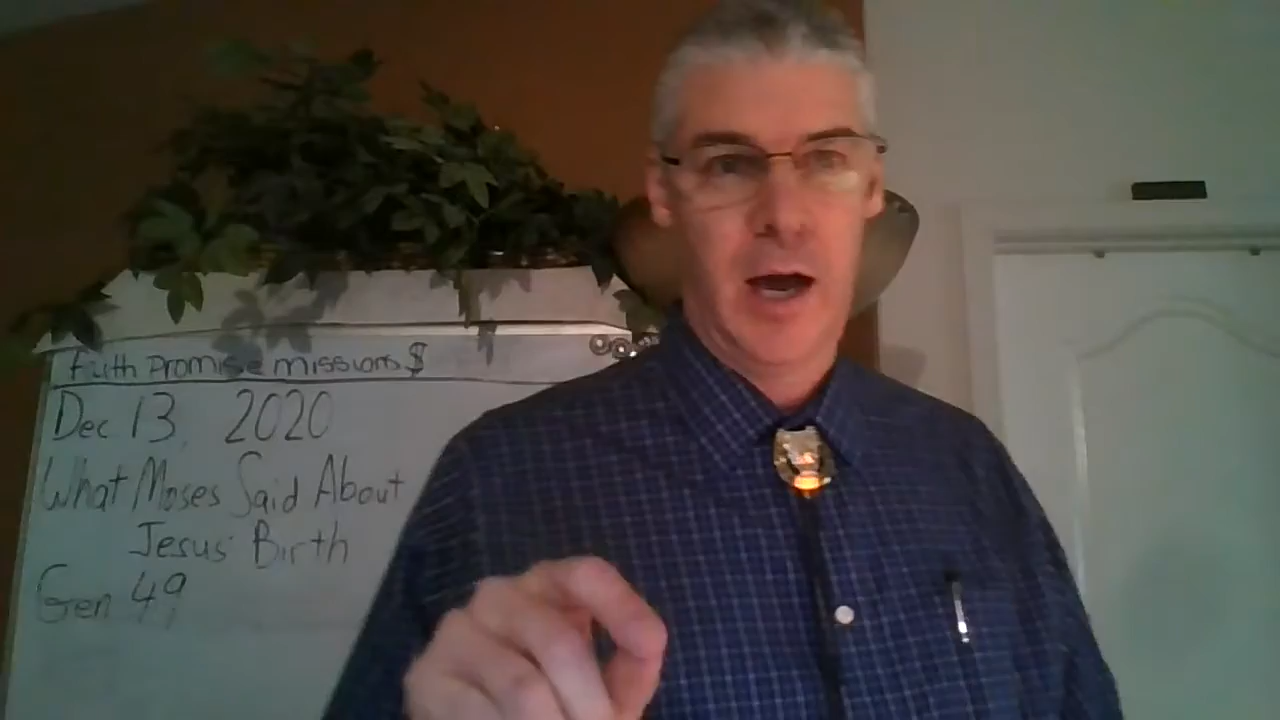 Faith Promise missions $
Dec 13, 2020
What Moses Said About
Jesus' Birth
Gen 49